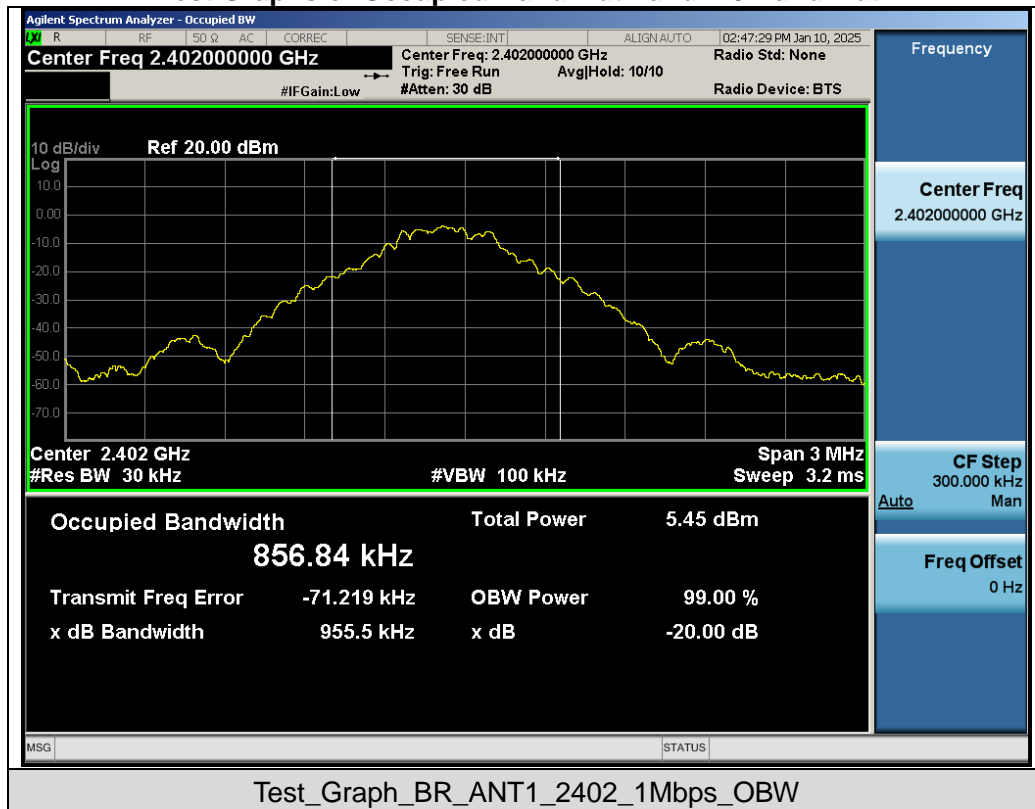 Agilent Spectrum Analyzer - Occupied BW
LXI R RF 50 Ω AC CORREC SENSE:INT ALIGN AUTO 02:47:29 PM Jan 10, 2025
Center Freq 2.402000000 GHz Center Freq: 2.402000000 GHz Radio Std: None
Trig: Free Run Avg|Hold: 10/10
#IFGain:Low #Atten: 30 dB Radio Device: BTS
10 dB/div Ref 20.00 dBm
Log
10.0
0.00
-10.0
-20.0
-30.0
-40.0
-50.0
-60.0
-70.0
Center 2.402 GHz Span 3 MHz
#Res BW 30 kHz #VBW 100 kHz Sweep 3.2 ms
Occupied Bandwidth Total Power 5.45 dBm
856.84 kHz
Transmit Freq Error -71.219 kHz OBW Power 99.00 %
x dB Bandwidth 955.5 kHz x dB -20.00 dB
Frequency
Center Freq
2.402000000 GHz
CF Step
300.000 kHz
Auto Man
Freq Offset
0 Hz
MSG STATUS
Test_Graph_BR_ANT1_2402_1Mbps_OBW